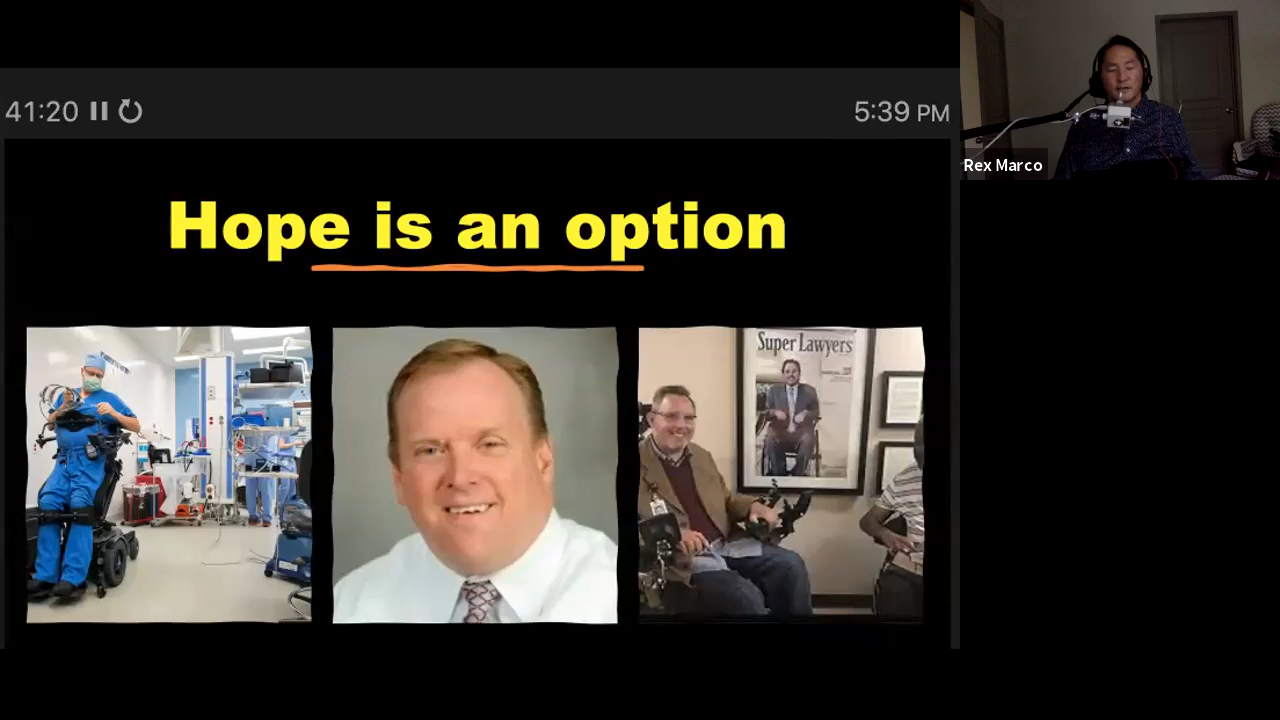 41:20
5:39 PM
Hope is an option
Super Lawyers
Rex Marco